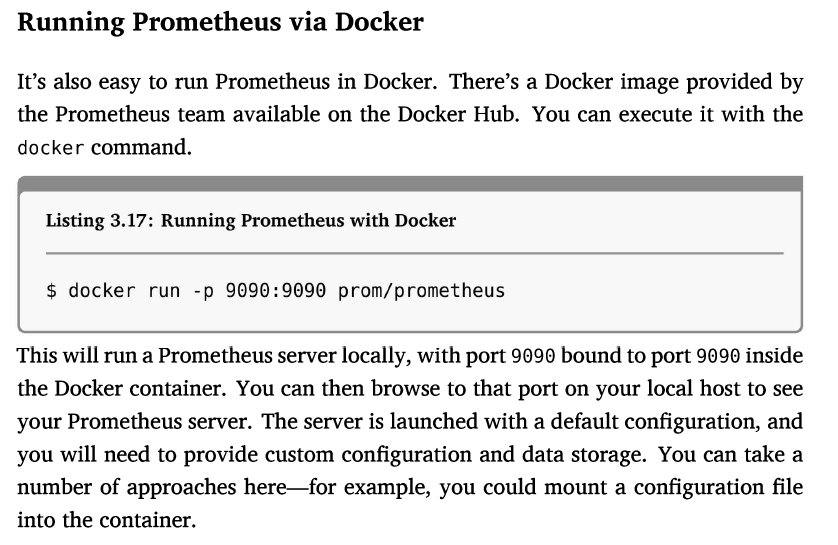 Running Prometheus via Docker
It’s also easy to run Prometheus in Docker. There’s a Docker image provided by
the Prometheus team available on the Docker Hub. You can execute it with the
docker command.
Listing 3.17: Running Prometheus with Docker
$ docker run -p 9090:9090 prom/prometheus
This will run a Prometheus server locally, with port 9090 bound to port 9090 inside
the Docker container. You can then browse to that port on your local host to see
your Prometheus server. The server is launched with a default configuration, and
you will need to provide custom configuration and data storage. You can take a
number of approaches here—for example, you could mount a configuration file
into the container.